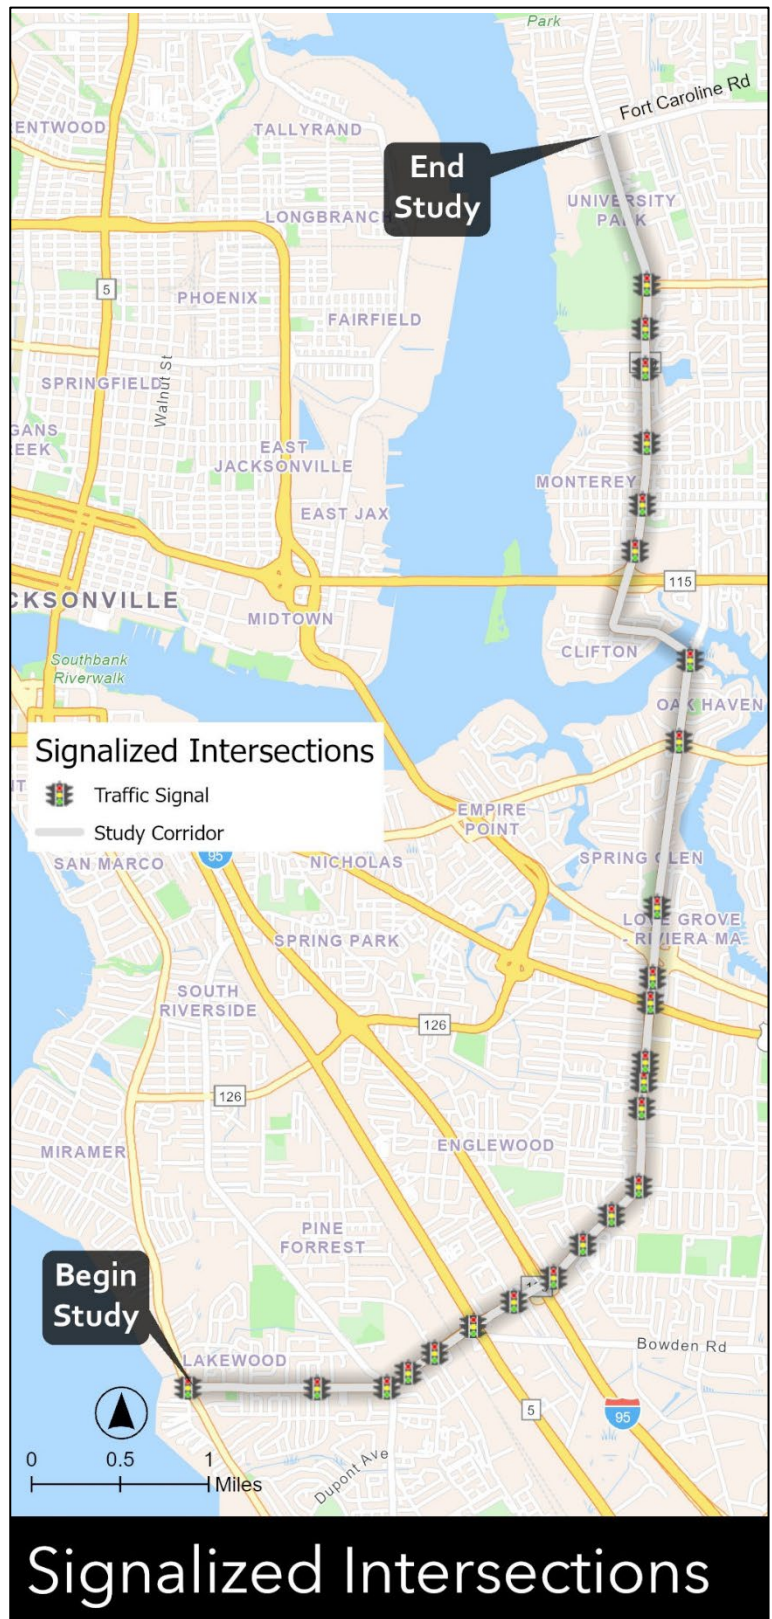 Park
Fort Caroline Rd
ENTWOOD
TALLYRAND
End
Study
LONGBRANCH
UNIVERSITY
PARK
5
PHOENIX
FAIRFIELD
Walnut St
SPRINGFIELD
GANS
REEK
EAST
JACKSONVILLE
MONTEREY
EAST JAX
115
CKSONVILLE
MIDTOWN
CLIFTON
Southbank
Riverwalk
OAK HAVEN
Signalized Intersections
Traffic Signal
Study Corridor
EMPIRE
POINT
95
SAN MARCO
NICHOLAS
SPRING GLEN
LOVE GROVE
- RIVIERA MA
SPRING PARK
SOUTH
RIVERSIDE
126
126
MIRAMER
ENGLEWOOD
PINE
FORREST
Begin
Study
Bowden Rd
LAKEWOOD
5
95
0 0.5 1
Miles
Dupont Ave
Signalized Intersections